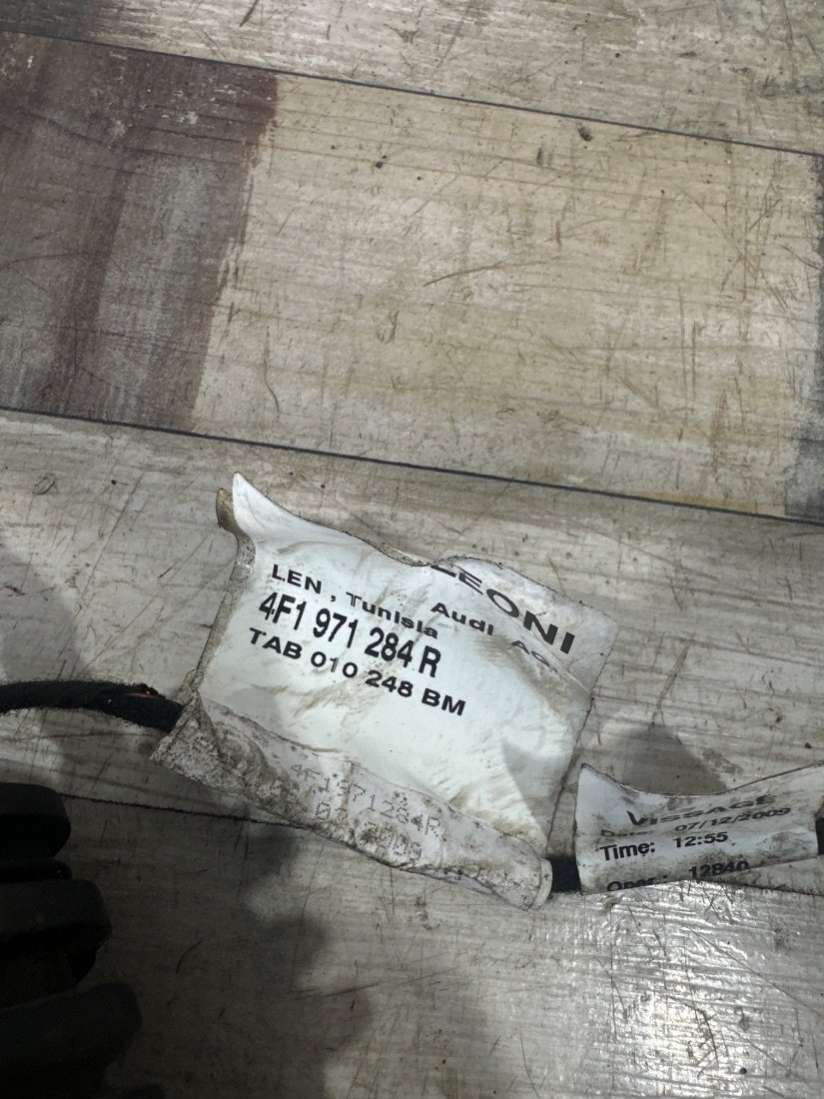 LEONI
LEN , Tunisia Audi AG
4F1 971 284 R
TAB 010 248 BM
4F1971284R
VISSAGE
Date: 07/12/2009
Time: 12:55
Oper.: 12840